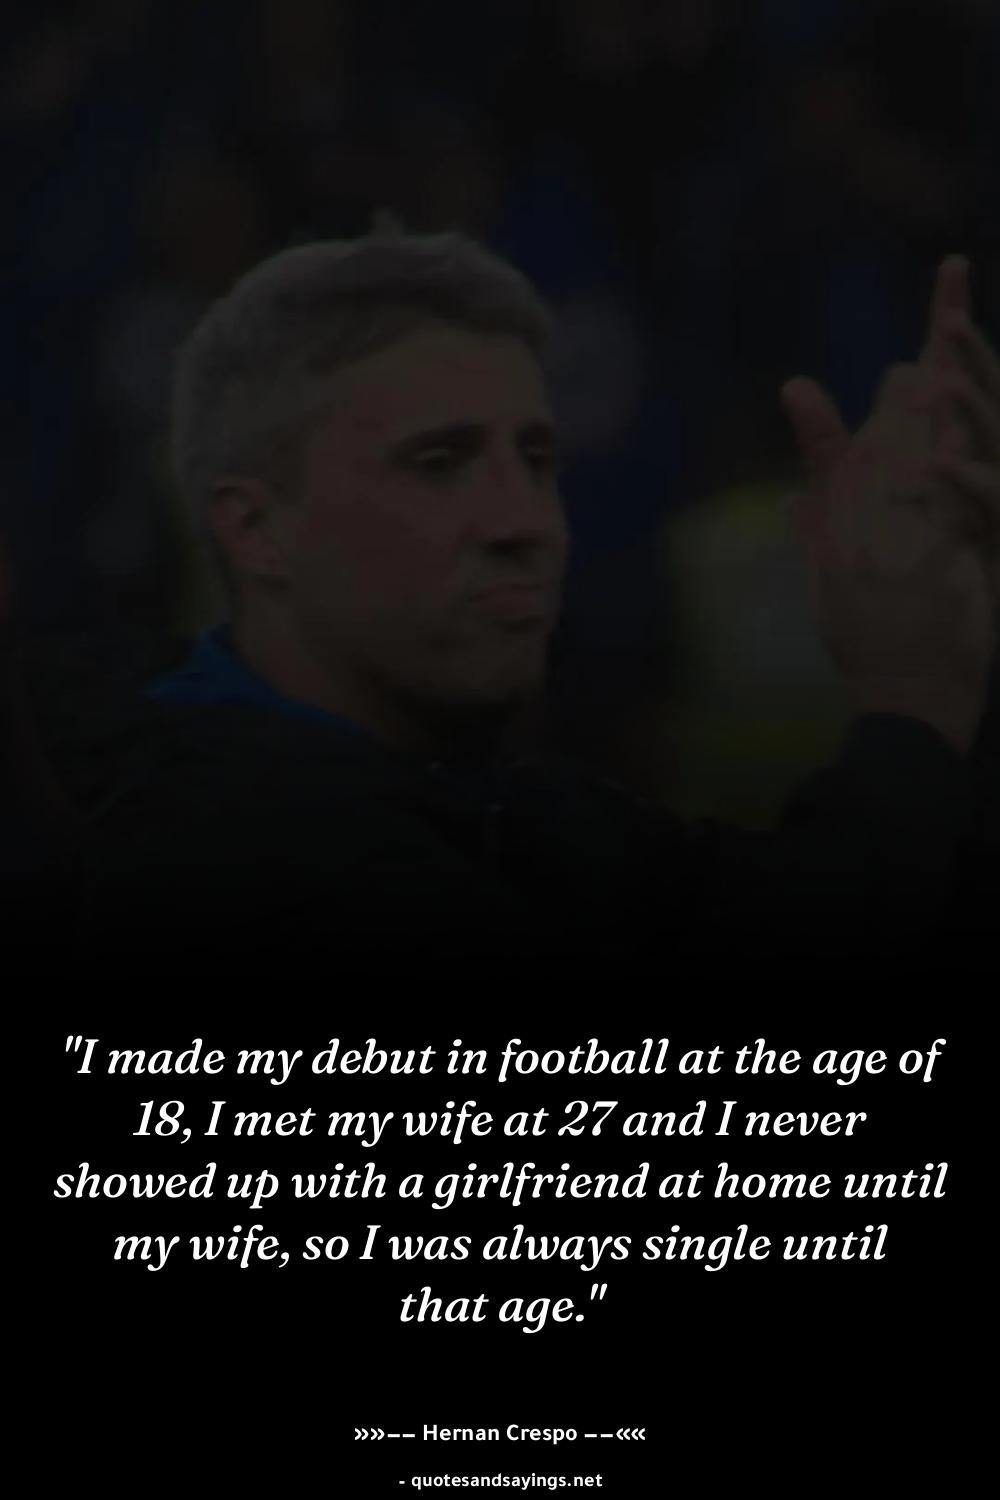 "I made my debut in football at the age of
18, I met my wife at 27 and I never
showed up with a girlfriend at home until
my wife, so I was always single until
that age."
»»−− Hernan Crespo −−««
- quotesandsayings.net